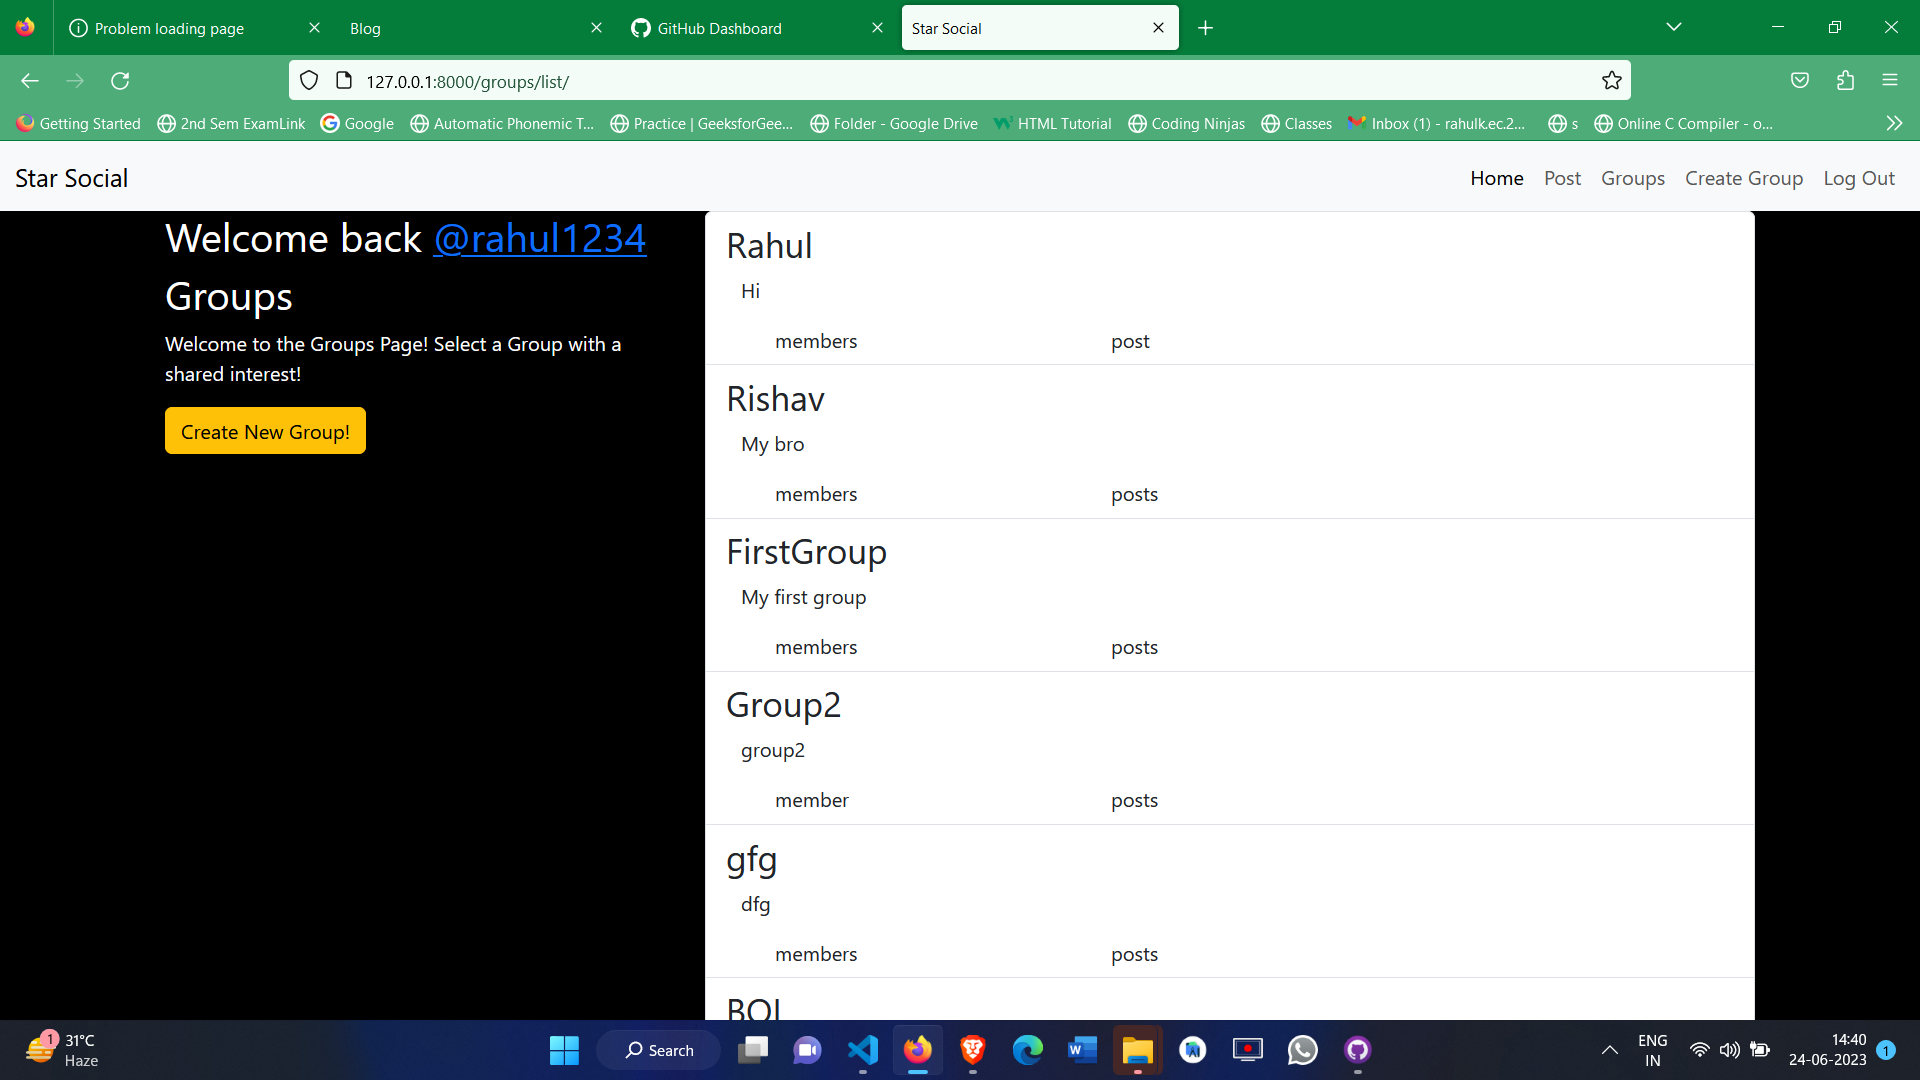 Problem loading page
Blog
GitHub Dashboard
Star Social
127.0.0.1:8000/groups/list/
Getting Started
2nd Sem ExamLink
Google
Automatic Phonemic T...
Practice | GeeksforGee...
Folder - Google Drive
HTML Tutorial
Coding Ninjas
Classes
Inbox (1) - rahulk.ec.2...
s
Online C Compiler - o...
Star Social
Home
Post
Groups
Create Group
Log Out
Welcome back @rahul1234
Groups
Welcome to the Groups Page! Select a Group with a
shared interest!
Create New Group!
Rahul
Hi
members post
Rishav
My bro
members posts
FirstGroup
My first group
members posts
Group2
group2
member posts
gfg
dfg
members posts
BOI
1
31°C
Haze
Search
ENG
IN
14:40
24-06-2023
1